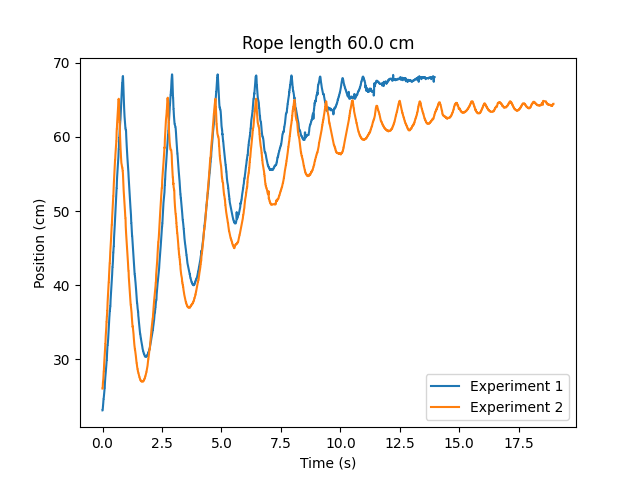 Rope length 60.0 cm
70
60
50
40
30
Position (cm)
0.0 2.5 5.0 7.5 10.0 12.5 15.0 17.5
Time (s)
Experiment 1
Experiment 2